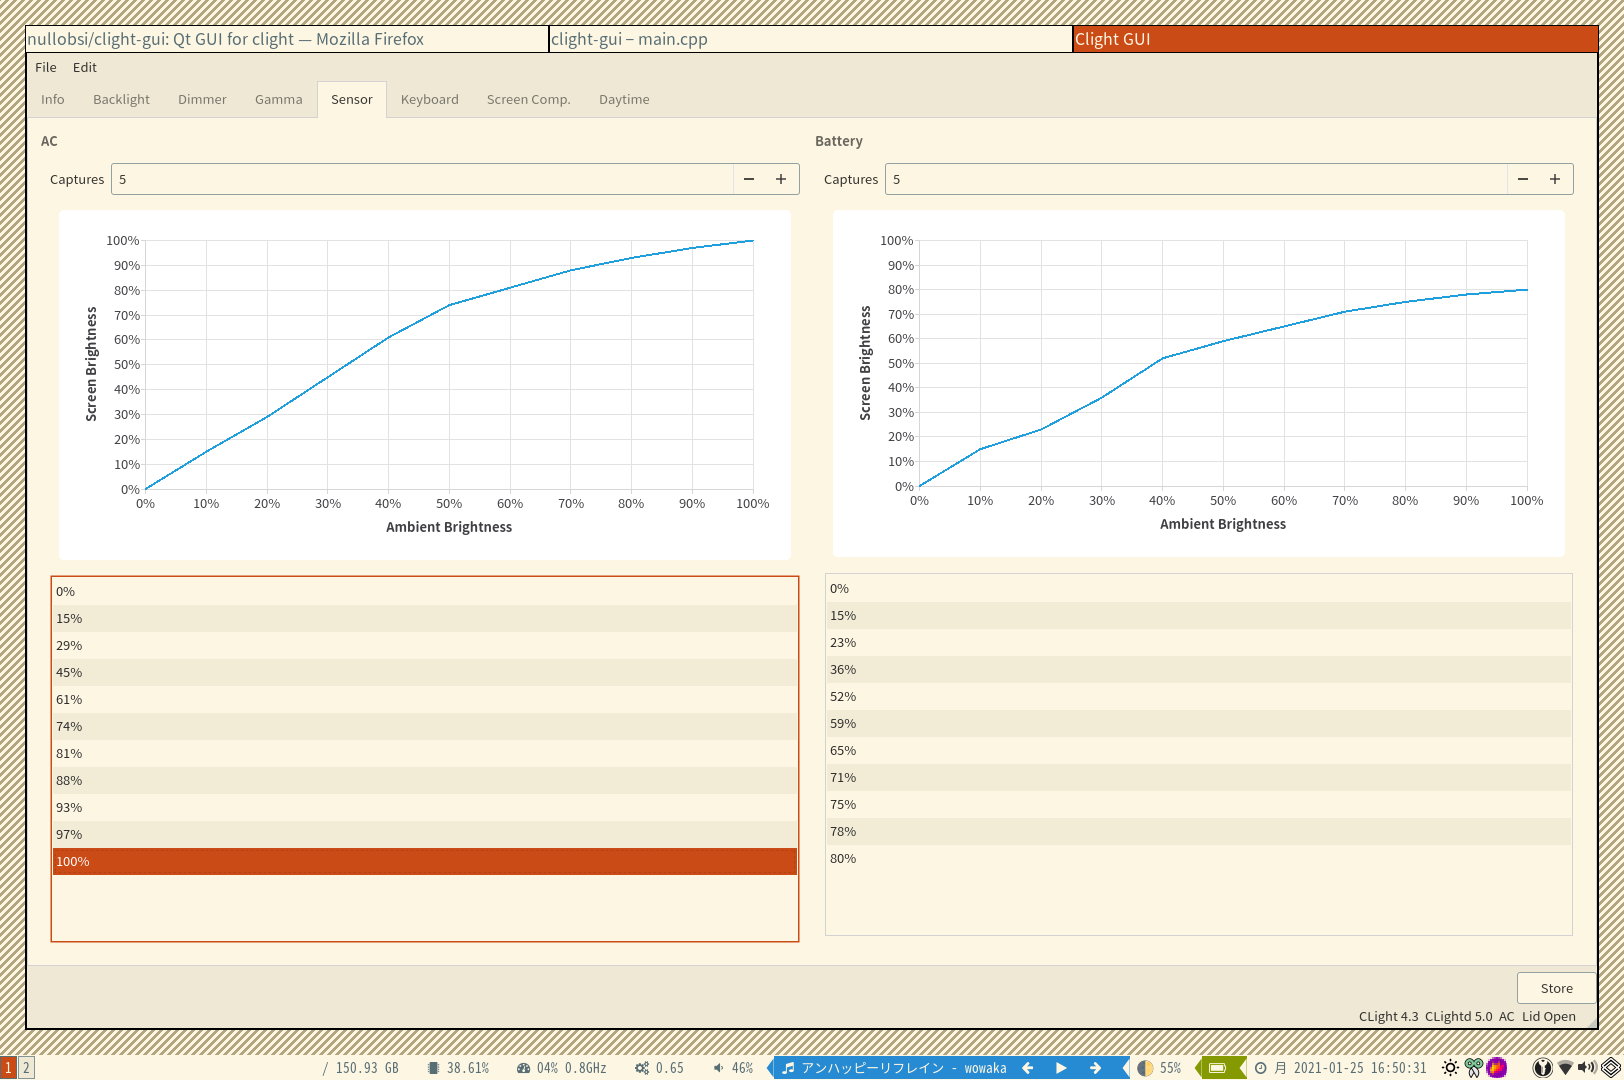 nullobsi/clight-gui: Qt GUI for clight — Mozilla Firefox
clight-gui – main.cpp
Clight GUI
File Edit
Info Backlight Dimmer Gamma Sensor Keyboard Screen Comp. Daytime
AC
Captures 5
Screen Brightness
100%
90%
80%
70%
60%
50%
40%
30%
20%
10%
0%
0% 10% 20% 30% 40% 50% 60% 70% 80% 90% 100%
Ambient Brightness
0%
15%
29%
45%
61%
74%
81%
88%
93%
97%
100%
Battery
Captures 5
Screen Brightness
100%
90%
80%
70%
60%
50%
40%
30%
20%
10%
0%
0% 10% 20% 30% 40% 50% 60% 70% 80% 90% 100%
Ambient Brightness
0%
15%
23%
36%
52%
59%
65%
71%
75%
78%
80%
Store
CLight 4.3 CLightd 5.0 AC Lid Open
1 2 / 150.93 GB 38.61% 04% 0.8GHz 0.65 46% アンハッピーリフレイン - wowaka 55% 月 2021-01-25 16:50:31